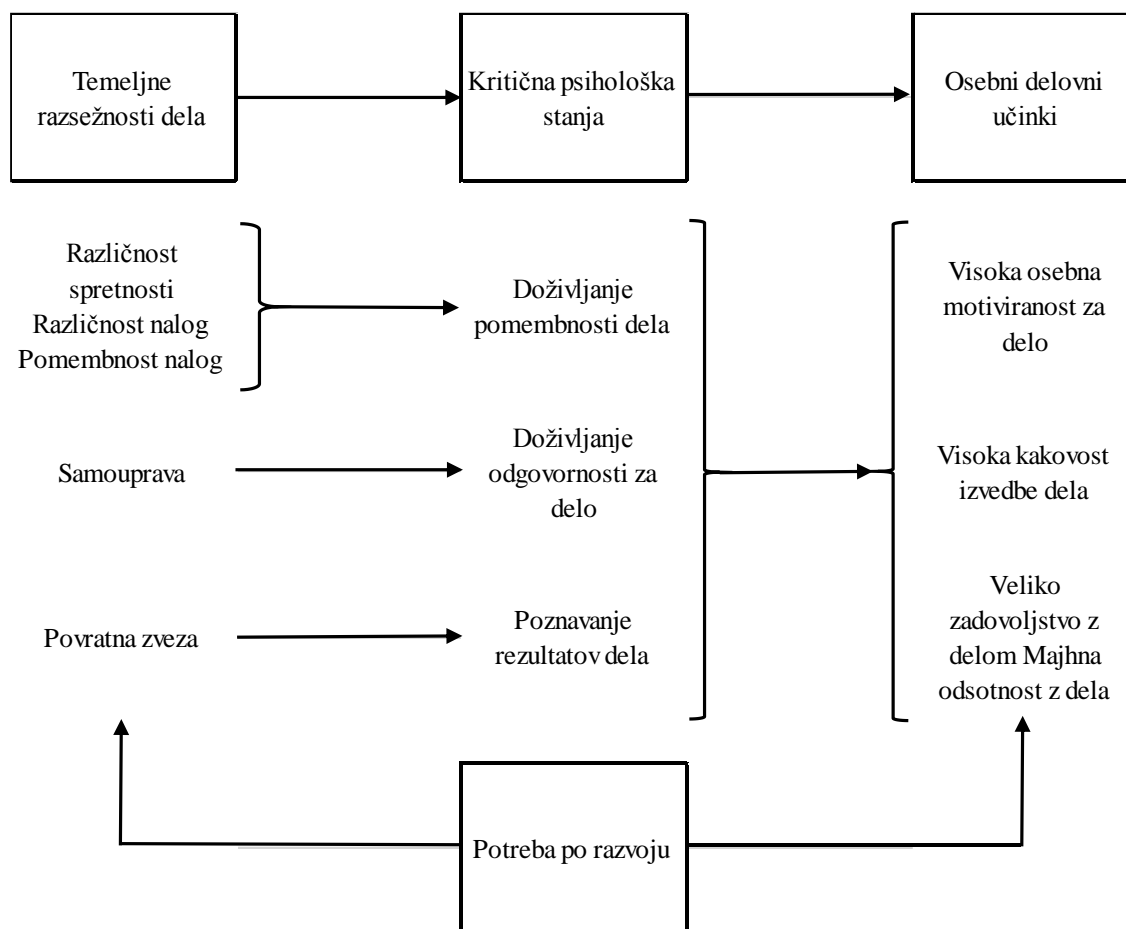 Temeljne
razsežnosti dela
Kritična psihološka
stanja
Osebni delovni
učinki
Različnost
spretnosti
Različnost nalog
Pomembnost nalog
Doživljanje
pomembnosti dela
Visoka osebna
motiviranost za
delo
Samouprava
Doživljanje
odgovornosti za
delo
Visoka kakovost
izvedbe dela
Povratna zveza
Poznavanje
rezultatov dela
Veliko
zadovoljstvo z
delom Majhna
odsotnost z dela
Potreba po razvoju